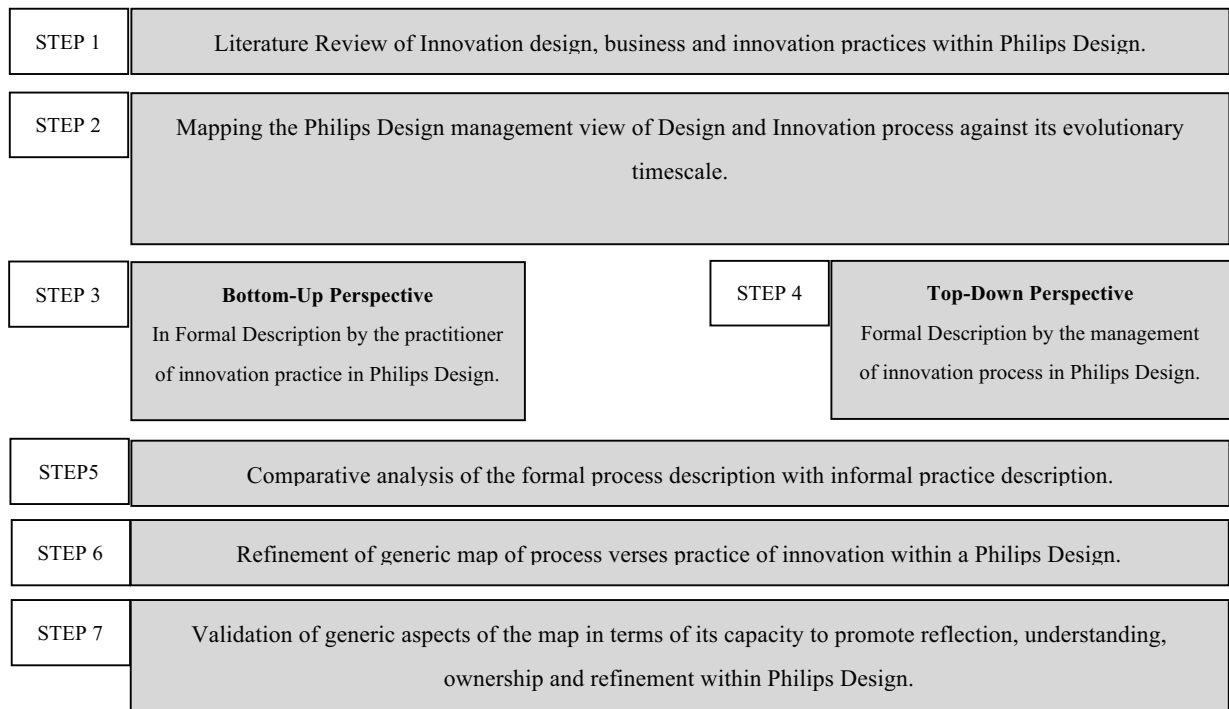 STEP 1
Literature Review of Innovation design, business and innovation practices within Philips Design.
STEP 2
Mapping the Philips Design management view of Design and Innovation process against its evolutionary
timescale.
STEP 3
Bottom-Up Perspective
In Formal Description by the practitioner
of innovation practice in Philips Design.
STEP 4
Top-Down Perspective
Formal Description by the management
of innovation process in Philips Design.
STEP5
Comparative analysis of the formal process description with informal practice description.
STEP 6
Refinement of generic map of process verses practice of innovation within a Philips Design.
STEP 7
Validation of generic aspects of the map in terms of its capacity to promote reflection, understanding,
ownership and refinement within Philips Design.